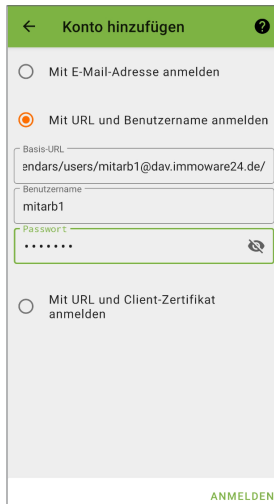 Konto hinzufügen
Mit E-Mail-Adresse anmelden
Mit URL und Benutzername anmelden
Basis-URL
endars/users/mitarb1@dav.immoware24.de/
Benutzername
mitarb1
Passwort
•••••••
Mit URL und Client-Zertifikat
anmelden
ANMELDEN